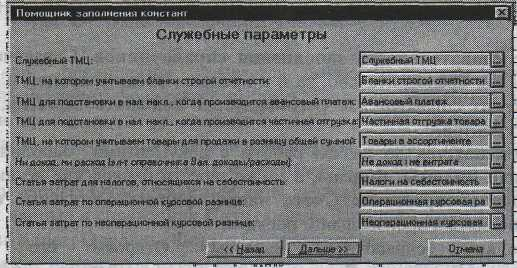 Помощник заполнения констант
Служебные параметры
Служебный ТМЦ: Служебный ТМЦ ...
ТМЦ, на котором учитываем бланки строгой отчетности: Бланки строгой отчетности ...
ТМЦ для подстановки в нал. накл., когда производится авансовый платеж: Авансовый платеж ...
ТМЦ для подстановки в нал. накл., когда производится частичная отгрузка: Частичная отгрузка товара ...
ТМЦ, на котором учитываем товары для продажи в розницу общей суммой: Товары в ассортименте ...
Ни доход, ни расход (эл-т справочника Вал. доходы/расходы): Не доход і не витрата ...
Статья затрат для налогов, относящихся на себестоимость: Налоги на себестоимость ...
Статья затрат по операционной курсовой разнице: Операционная курсовая ра ...
Статья затрат по неоперационной курсовой разнице: Неоперационная курсовая ...
<< Назад Дальше >> Отмена